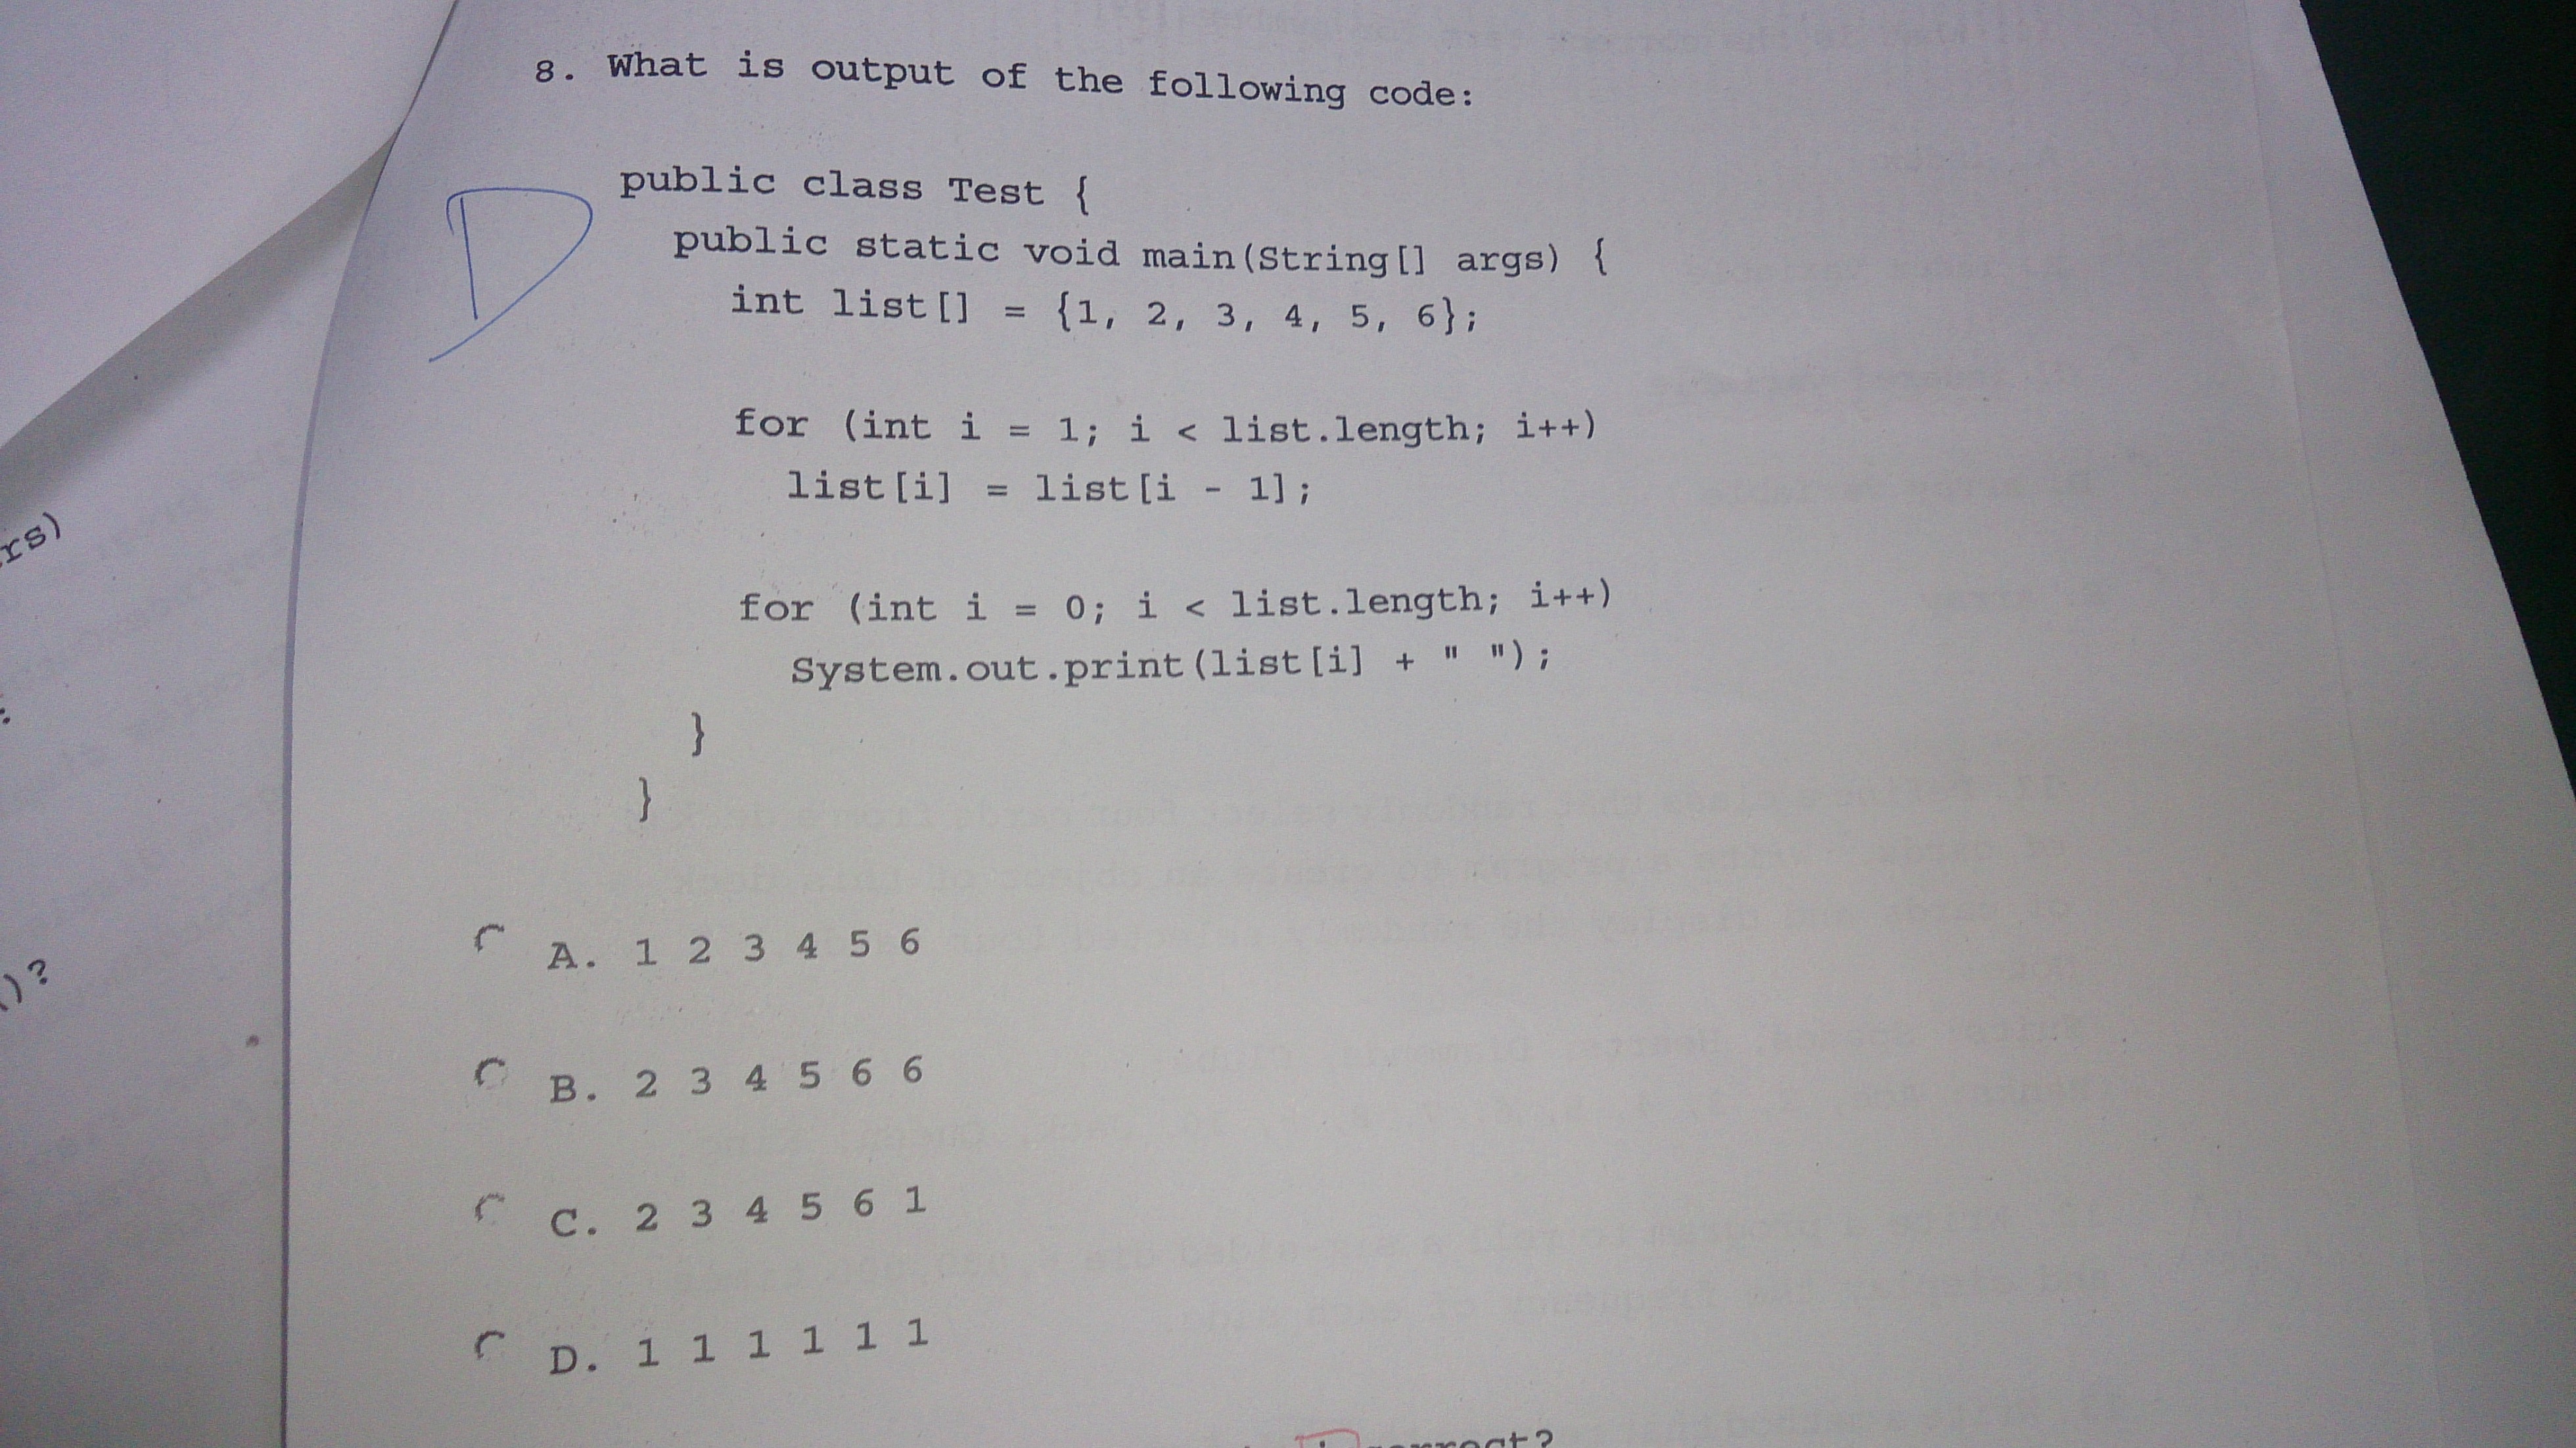 8. What is output of the following code:
D
public class Test {
public static void main(String[] args) {
int list[] = {1, 2, 3, 4, 5, 6};
for (int i = 1; i < list.length; i++)
list[i] = list[i - 1];
for (int i = 0; i < list.length; i++)
System.out.print(list[i] + " ");
}
}
A. 1 2 3 4 5 6
B. 2 3 4 5 6 6
C. 2 3 4 5 6 1
D. 1 1 1 1 1 1